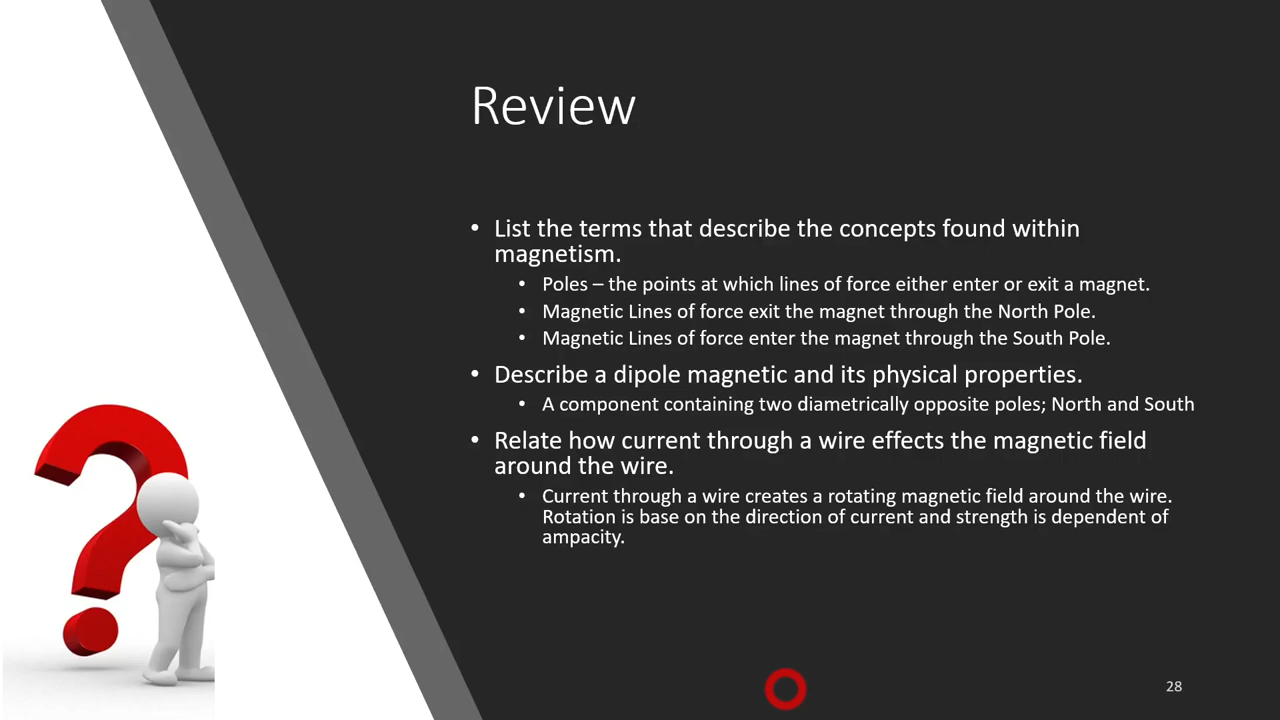 Review
• List the terms that describe the concepts found within
magnetism.
• Poles – the points at which lines of force either enter or exit a magnet.
• Magnetic Lines of force exit the magnet through the North Pole.
• Magnetic Lines of force enter the magnet through the South Pole.
• Describe a dipole magnetic and its physical properties.
• A component containing two diametrically opposite poles; North and South
• Relate how current through a wire effects the magnetic field
around the wire.
• Current through a wire creates a rotating magnetic field around the wire.
Rotation is base on the direction of current and strength is dependent of
ampacity.
28